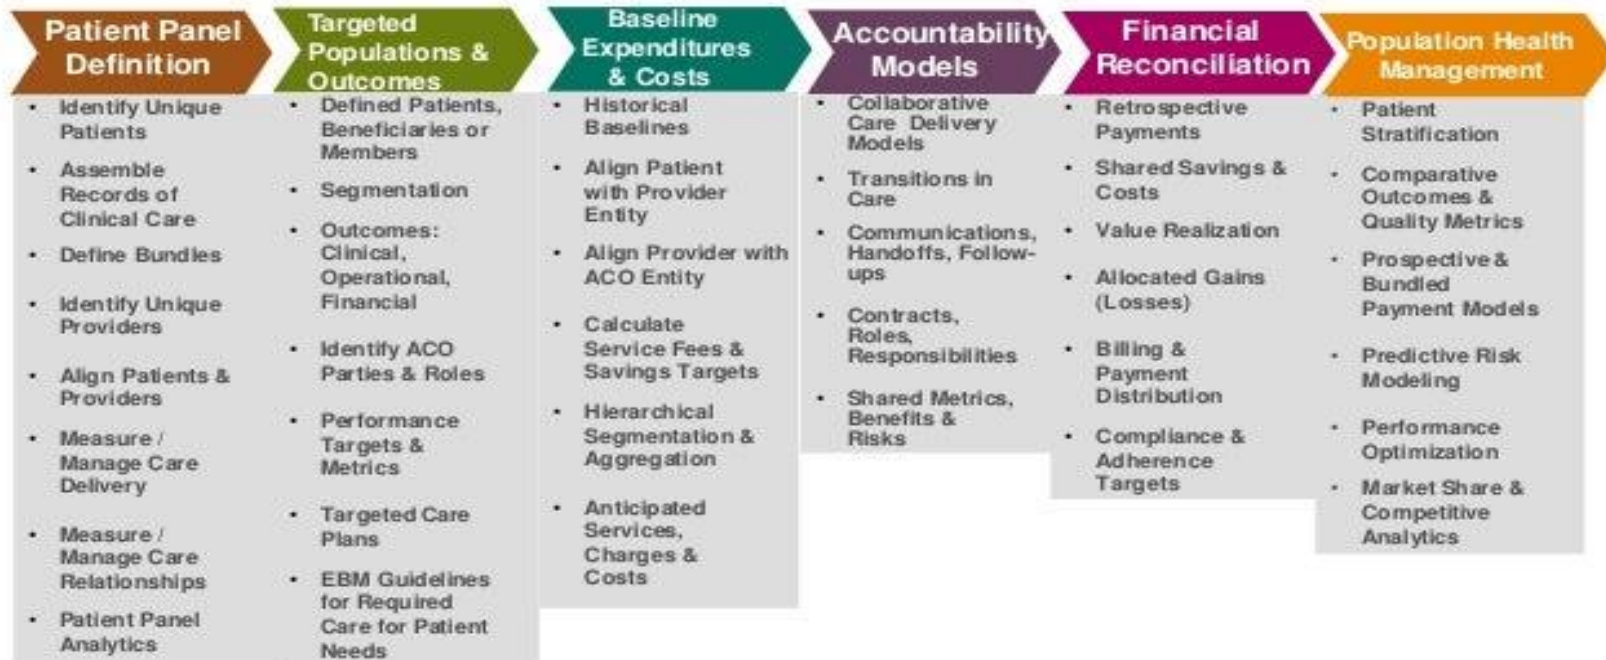 Patient Panel
Definition
• Identify Unique
Patients
• Assemble
Records of
Clinical Care
• Define Bundles
• Identify Unique
Providers
• Align Patients &
Providers
• Measure /
Manage Care
Delivery
• Measure /
Manage Care
Relationships
• Patient Panel
Analytics
Targeted
Populations &
Outcomes
• Defined Patients,
Beneficiaries or
Members
• Segmentation
• Outcomes:
Clinical,
Operational,
Financial
• Identify ACO
Parties & Roles
• Performance
Targets &
Metrics
• Targeted Care
Plans
• EBM Guidelines
for Required
Care for Patient
Needs
Baseline
Expenditures
& Costs
• Historical
Baselines
• Align Patient
with Provider
Entity
• Align Provider with
ACO Entity
• Calculate
Service Fees &
Savings Targets
• Hierarchical
Segmentation &
Aggregation
• Anticipated
Services,
Charges &
Costs
Accountability
Models
• Collaborative
Care Delivery
Models
• Transitions in
Care
• Communications,
Handoffs, Follow-
ups
• Contracts,
Roles,
Responsibilities
• Shared Metrics,
Benefits &
Risks
Financial
Reconciliation
• Retrospective
Payments
• Shared Savings &
Costs
• Value Realization
• Allocated Gains
(Losses)
• Billing &
Payment
Distribution
• Compliance &
Adherence
Targets
Population Health
Management
• Patient
Stratification
• Comparative
Outcomes &
Quality Metrics
• Prospective &
Bundled
Payment Models
• Predictive Risk
Modeling
• Performance
Optimization
• Market Share &
Competitive
Analytics